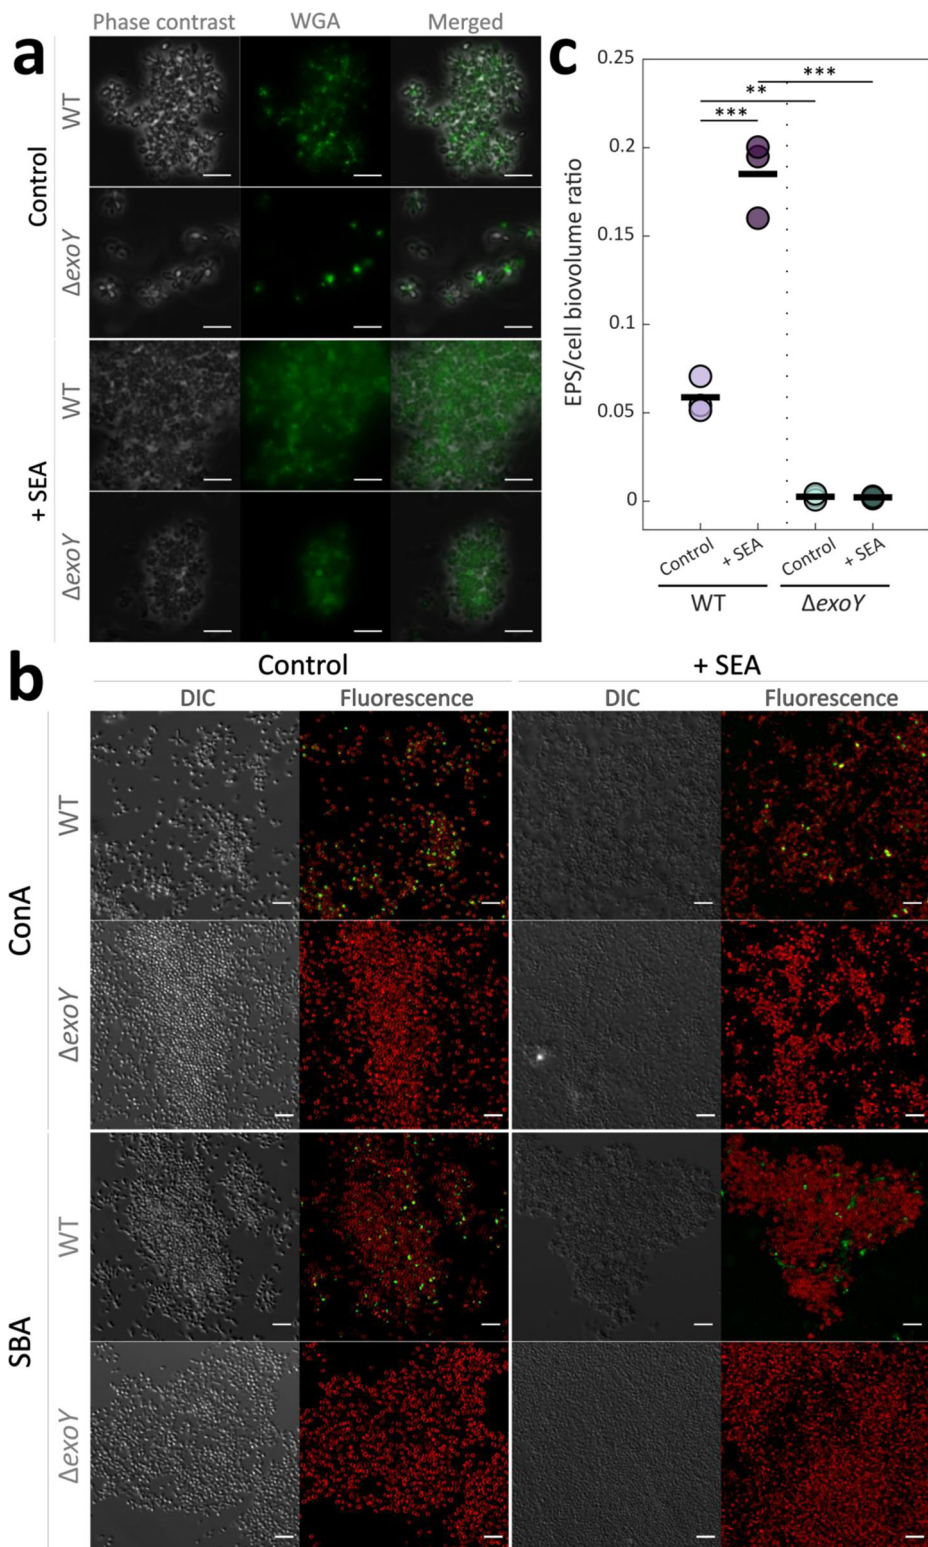 a
Phase contrast WGA Merged
Control
WT
ΔexoY
+ SEA
WT
ΔexoY
c
EPS/cell biovolume ratio
0.25
0.2
0.15
0.1
0.05
0
***
**
***
Control + SEA Control + SEA
WT ΔexoY
b
Control + SEA
DIC Fluorescence DIC Fluorescence
ConA
WT
ΔexoY
SBA
WT
ΔexoY